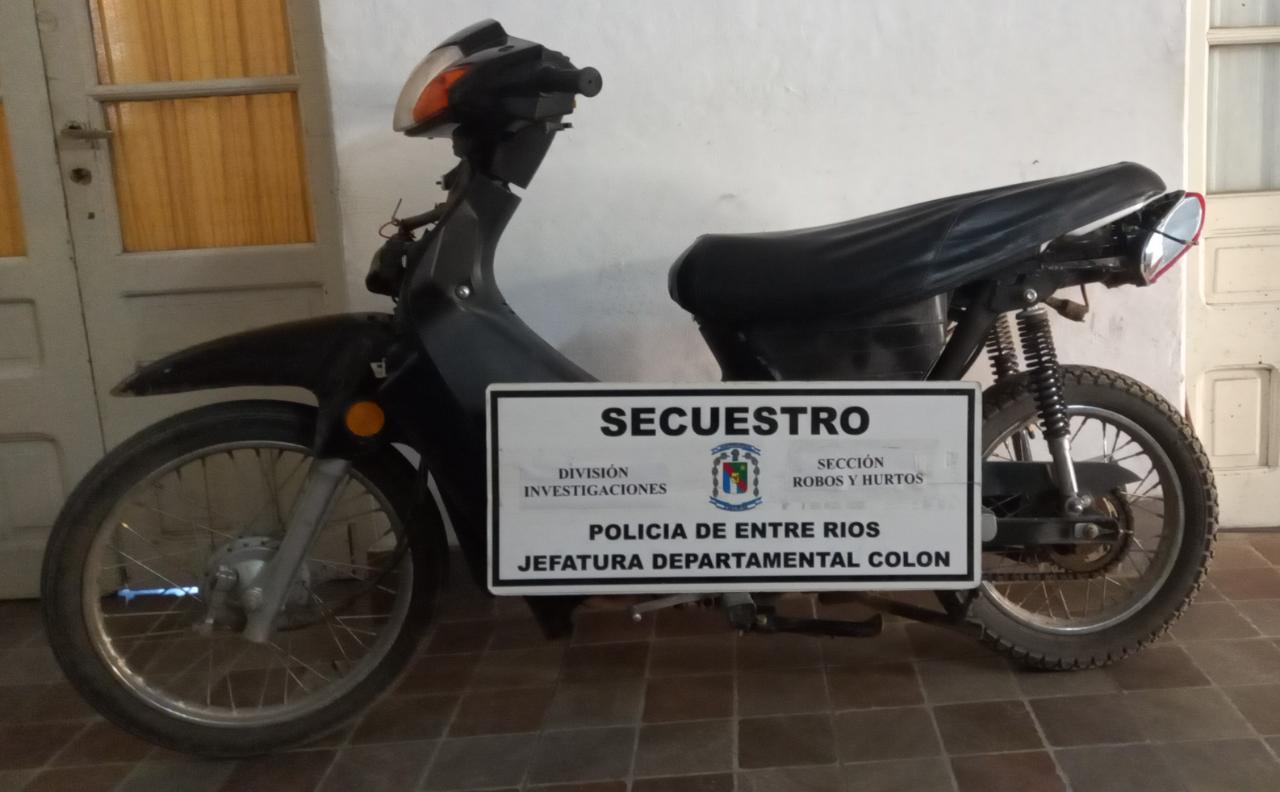 SECUESTRO
DIVISIÓN
INVESTIGACIONES
SECCIÓN
ROBOS Y HURTOS
POLICIA DE ENTRE RIOS
JEFATURA DEPARTAMENTAL COLON